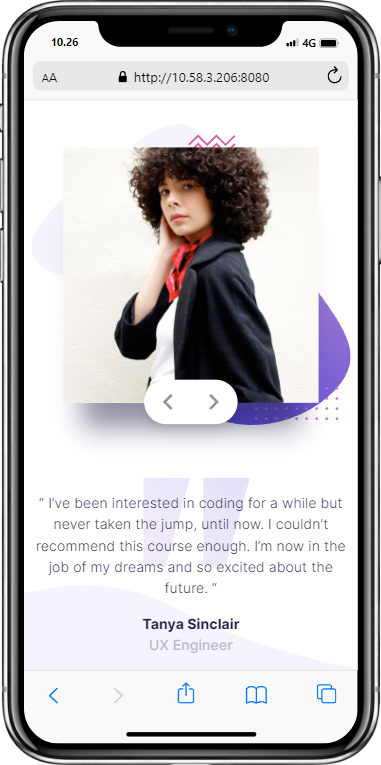 10.26
4G
AA
http://10.58.3.206:8080
“ I’ve been interested in coding for a while but
never taken the jump, until now. I couldn’t
recommend this course enough. I’m now in the
job of my dreams and so excited about the
future. “
Tanya Sinclair
UX Engineer